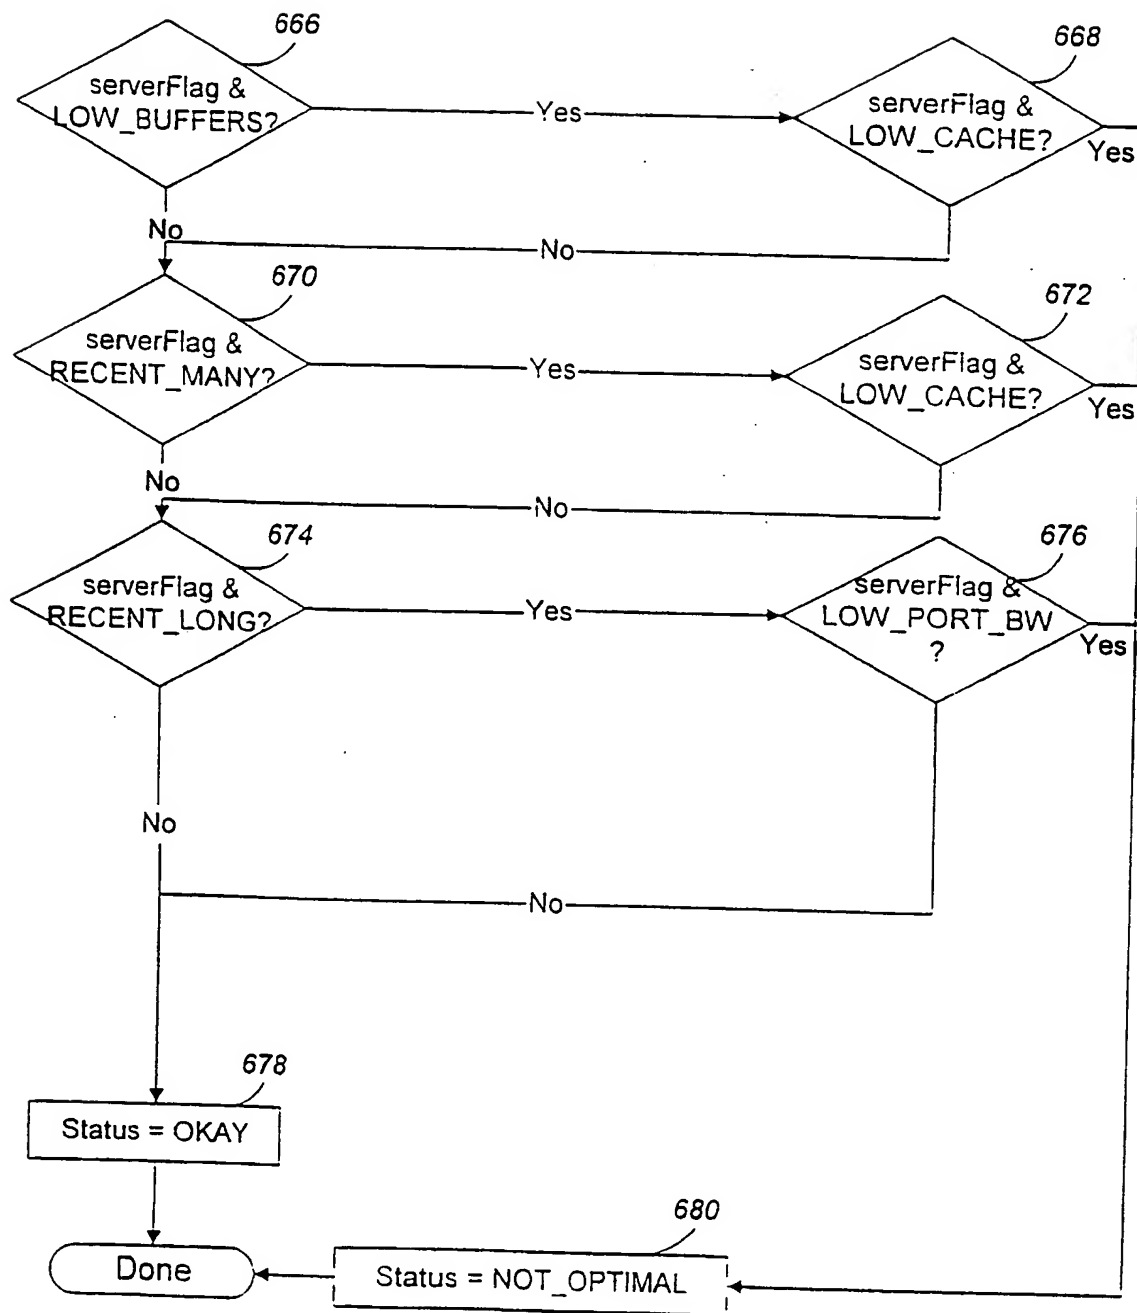 666
serverFlag &
LOW_BUFFERS?
Yes
668
serverFlag &
LOW_CACHE?
Yes
No
No
670
serverFlag &
RECENT_MANY?
Yes
672
serverFlag &
LOW_CACHE?
Yes
No
No
674
serverFlag &
RECENT_LONG?
Yes
676
serverFlag &
LOW_PORT_BW
?
Yes
No
No
678
Status = OKAY
680
Done
Status = NOT_OPTIMAL